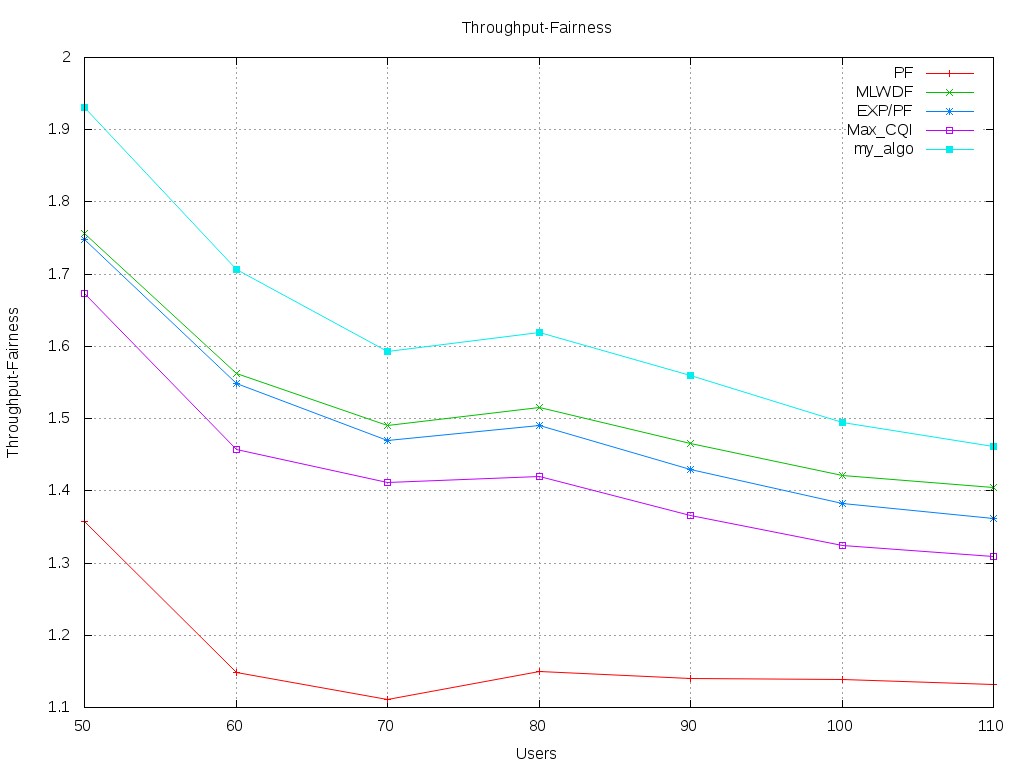 Throughput-Fairness
2
1.9
1.8
1.7
1.6
1.5
1.4
1.3
1.2
1.1
Throughput-Fairness
PF
MLWDF
EXP/PF
Max_CQI
my_algo
50 60 70 80 90 100 110
Users